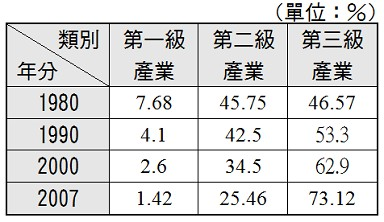 （單位：%）
類別 第一級 第二級 第三級
年分 產業 產業 產業
1980 7.68 45.75 46.57
1990 4.1 42.5 53.3
2000 2.6 34.5 62.9
2007 1.42 25.46 73.12